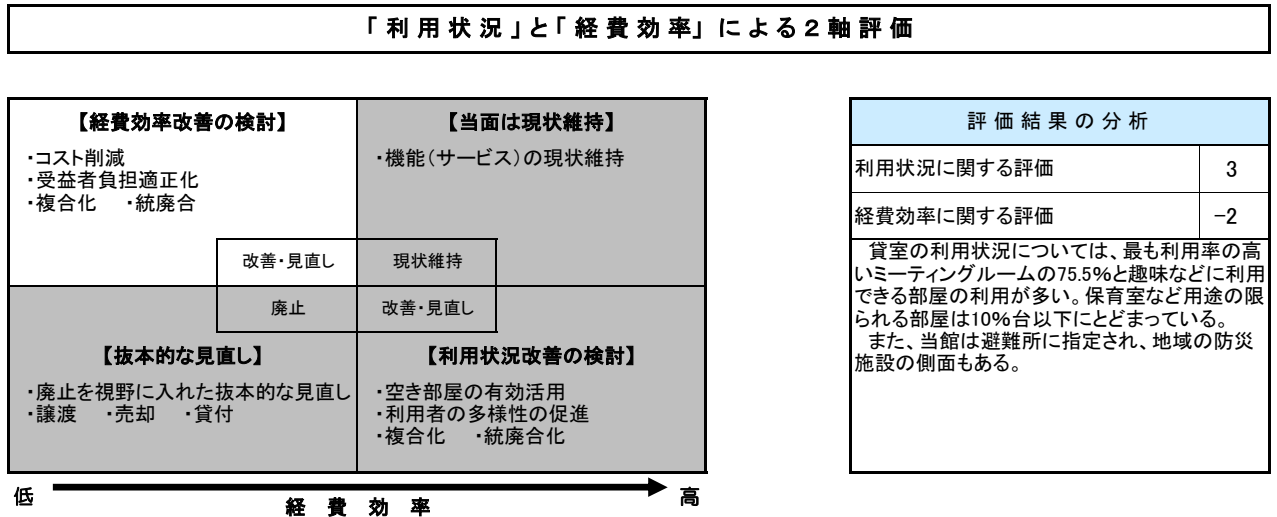 「利用状況」と「経費効率」による２軸評価
【経費効率改善の検討】
・コスト削減
・受益者負担適正化
・複合化　・統廃合
【当面は現状維持】
・機能（サービス）の現状維持
改善・見直し
現状維持
廃止
改善・見直し
【抜本的な見直し】
・廃止を視野に入れた抜本的な見直し
・譲渡　・売却　・貸付
【利用状況改善の検討】
・空き部屋の有効活用
・利用者の多様性の促進
・複合化　・統廃合化
低
経費効率
高
評価結果の分析
利用状況に関する評価　3
経費効率に関する評価　-2
貸室の利用状況については、最も利用率の高
いミーティングルームの75.5%と趣味などに利用
できる部屋の利用が多い。保育室など用途の限
られる部屋は10%台以下にとどまっている。
また、当館は避難所に指定され、地域の防災
施設の側面もある。